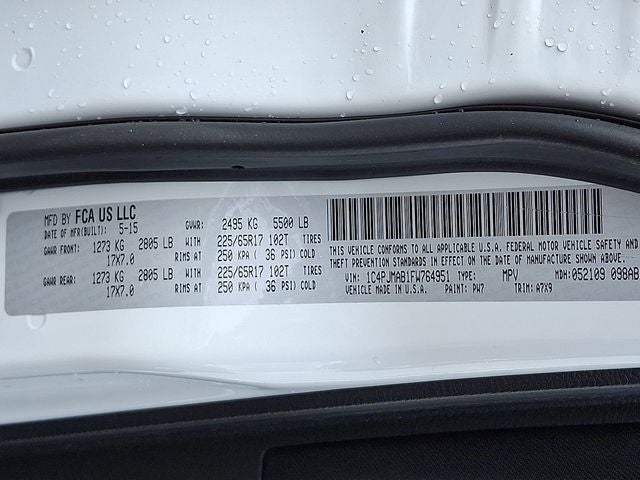 MFD BY FCA US LLC
DATE OF MFR(BUILT): 5-15 GVWR: 2495 KG 5500 LB
GAWR FRONT: 1273 KG 2805 LB WITH 225/65R17 102T TIRES
17X7.0 RIMS AT 250 KPA ( 36 PSI) COLD
GAWR REAR: 1273 KG 2805 LB WITH 225/65R17 102T TIRES
17X7.0 RIMS AT 250 KPA ( 36 PSI) COLD
THIS VEHICLE CONFORMS TO ALL APPLICABLE U.S.A. FEDERAL MOTOR VEHICLE SAFETY AND
THEFT PREVENTION STANDARDS IN EFFECT ON THE DATE OF MANUFACTURE SHOWN ABOVE.
VIN: 1C4PJMAB1FW764951 TYPE: MPV MDH: 052109 098AB
VEHICLE MADE IN U.S.A. PAINT: PW7 TRIM: A7X9